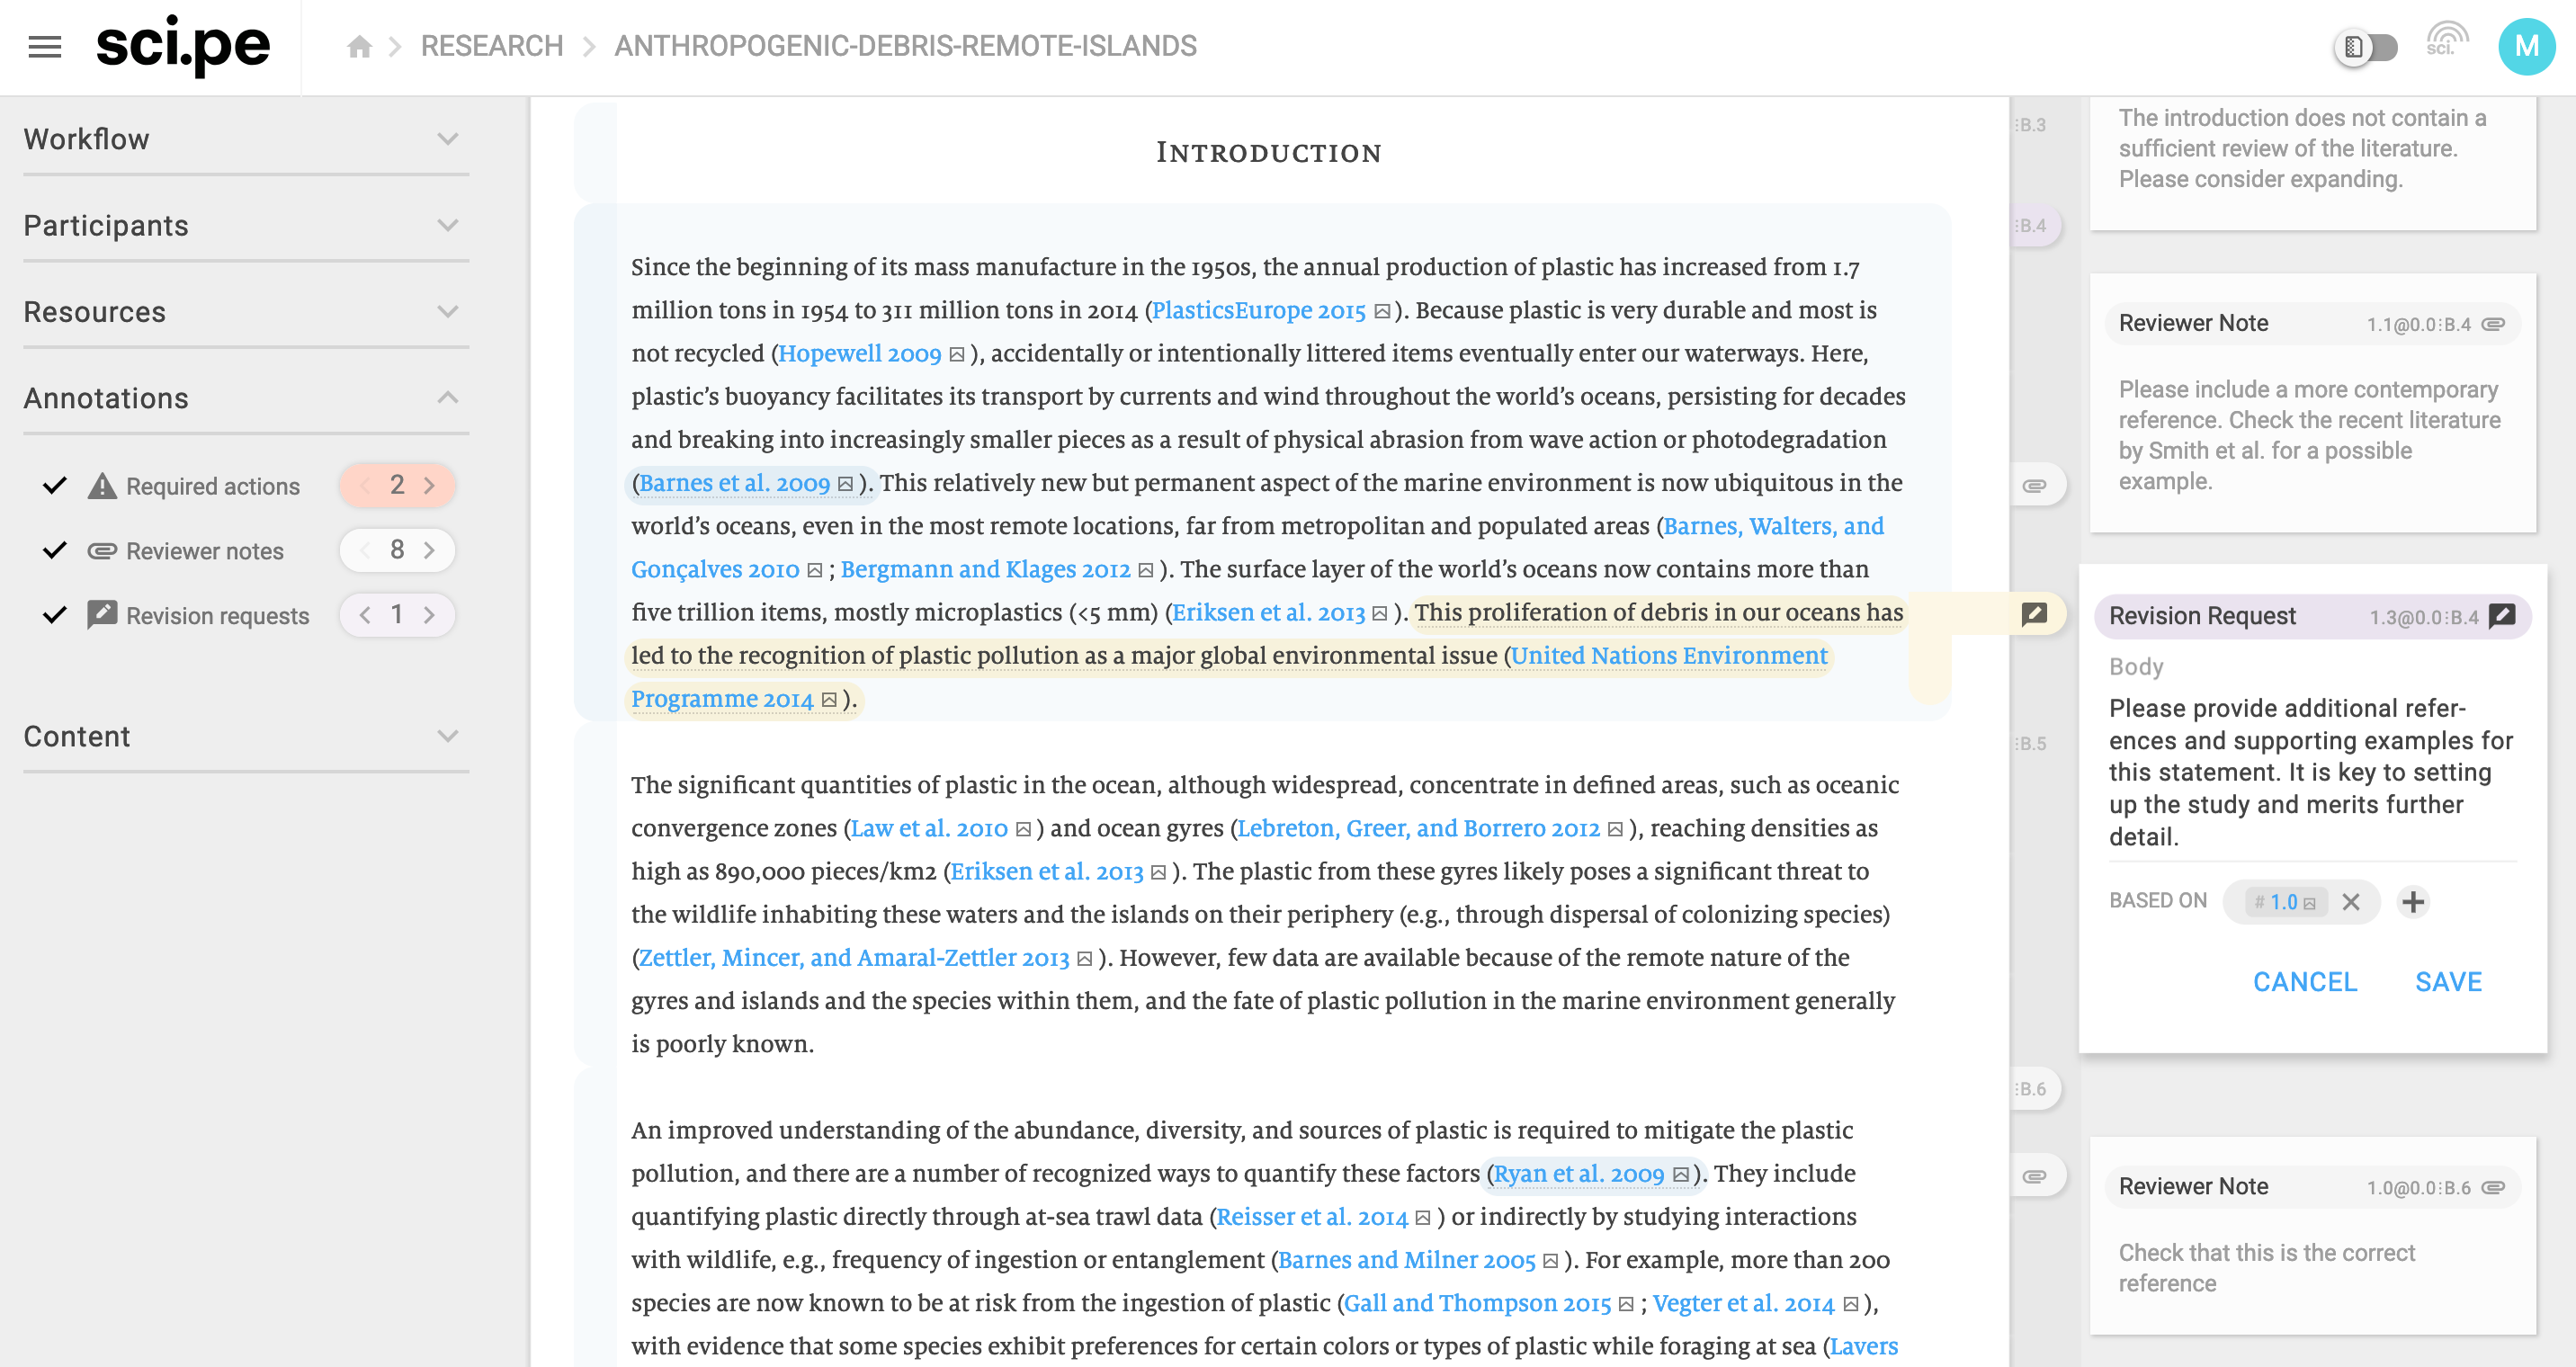 sci.pe
RESEARCH
ANTHROPOGENIC-DEBRIS-REMOTE-ISLANDS
sci.
M
Workflow
Participants
Resources
Annotations
Required actions
2
Reviewer notes
8
Revision requests
1
Content
INTRODUCTION
Since the beginning of its mass manufacture in the 1950s, the annual production of plastic has increased from 1.7
million tons in 1954 to 311 million tons in 2014 (PlasticsEurope 2015 ). Because plastic is very durable and most is
not recycled (Hopewell 2009 ), accidentally or intentionally littered items eventually enter our waterways. Here,
plastic’s buoyancy facilitates its transport by currents and wind throughout the world’s oceans, persisting for decades
and breaking into increasingly smaller pieces as a result of physical abrasion from wave action or photodegradation
(Barnes et al. 2009 ). This relatively new but permanent aspect of the marine environment is now ubiquitous in the
world’s oceans, even in the most remote locations, far from metropolitan and populated areas (Barnes, Walters, and
Gonçalves 2010 ; Bergmann and Klages 2012 ). The surface layer of the world’s oceans now contains more than
five trillion items, mostly microplastics (<5 mm) (Eriksen et al. 2013 ). This proliferation of debris in our oceans has
led to the recognition of plastic pollution as a major global environmental issue (United Nations Environment
Programme 2014 ).
The significant quantities of plastic in the ocean, although widespread, concentrate in defined areas, such as oceanic
convergence zones (Law et al. 2010 ) and ocean gyres (Lebreton, Greer, and Borrero 2012 ), reaching densities as
high as 890,000 pieces/km2 (Eriksen et al. 2013 ). The plastic from these gyres likely poses a significant threat to
the wildlife inhabiting these waters and the islands on their periphery (e.g., through dispersal of colonizing species)
(Zettler, Mincer, and Amaral-Zettler 2013 ). However, few data are available because of the remote nature of the
gyres and islands and the species within them, and the fate of plastic pollution in the marine environment generally
is poorly known.
An improved understanding of the abundance, diversity, and sources of plastic is required to mitigate the plastic
pollution, and there are a number of recognized ways to quantify these factors (Ryan et al. 2009 ). They include
quantifying plastic directly through at-sea trawl data (Reisser et al. 2014 ) or indirectly by studying interactions
with wildlife, e.g., frequency of ingestion or entanglement (Barnes and Milner 2005 ). For example, more than 200
species are now known to be at risk from the ingestion of plastic (Gall and Thompson 2015 ; Vegter et al. 2014 ),
with evidence that some species exhibit preferences for certain colors or types of plastic while foraging at sea (Lavers
⁝B.3
⁝B.4
⁝B.5
⁝B.6
The introduction does not contain a
sufficient review of the literature.
Please consider expanding.
Reviewer Note 1.1@0.0⁝B.4
Please include a more contemporary
reference. Check the recent literature
by Smith et al. for a possible
example.
Revision Request 1.3@0.0⁝B.4
Body
Please provide additional refer-
ences and supporting examples for
this statement. It is key to setting
up the study and merits further
detail.
BASED ON # 1.0
CANCEL SAVE
Reviewer Note 1.0@0.0⁝B.6
Check that this is the correct
reference